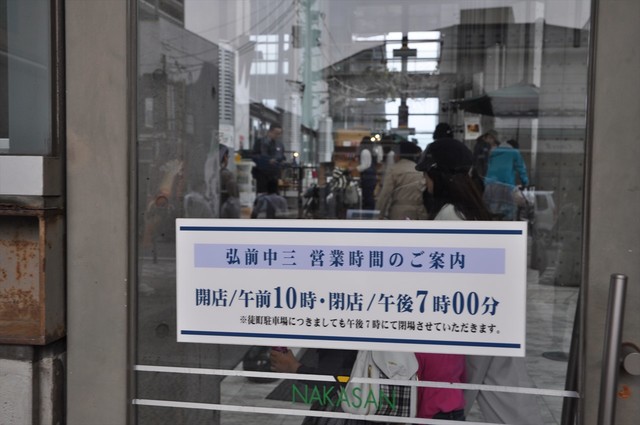 弘前中三 営業時間のご案内
開店/午前10時・閉店/午後7時00分
※徒町駐車場につきましても午後7時にて閉場させていただきます。
NAKASAN